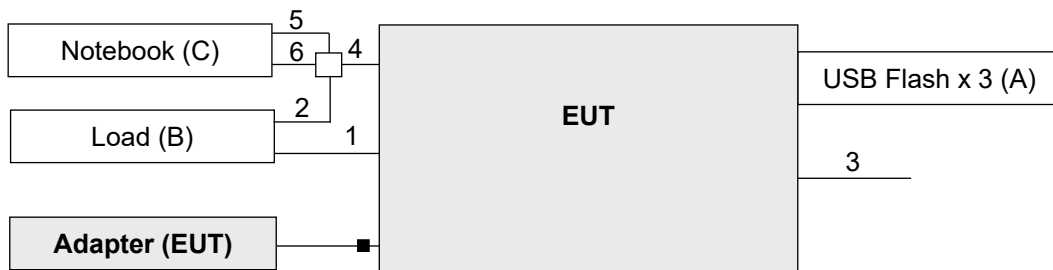 5
Notebook (C)
6
4
USB Flash x 3 (A)
2
EUT
Load (B)
1
3
Adapter (EUT)